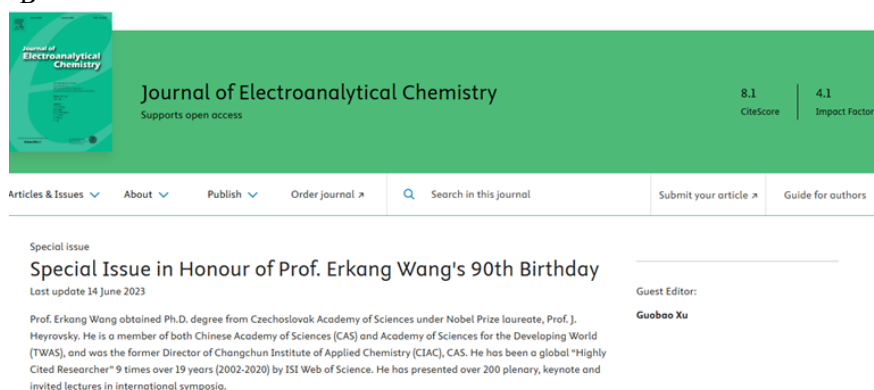 Journal of
Electroanalytical
Chemistry
Journal of Electroanalytical Chemistry
Supports open access
8.1
CiteScore
4.1
Impact Factor
Articles & Issues
About
Publish
Order journal ↗
Search in this journal
Submit your article ↗
Guide for authors
Special issue
Special Issue in Honour of Prof. Erkang Wang's 90th Birthday
Last update 14 June 2023
Prof. Erkang Wang obtained Ph.D. degree from Czechoslovak Academy of Sciences under Nobel Prize laureate, Prof. J.
Heyrovsky. He is a member of both Chinese Academy of Sciences (CAS) and Academy of Sciences for the Developing World
(TWAS), and was the former Director of Changchun Institute of Applied Chemistry (CIAC), CAS. He has been a global "Highly
Cited Researcher" 9 times over 19 years (2002-2020) by ISI Web of Science. He has presented over 200 plenary, keynote and
invited lectures in international symposia.
Guest Editor:
Guobao Xu